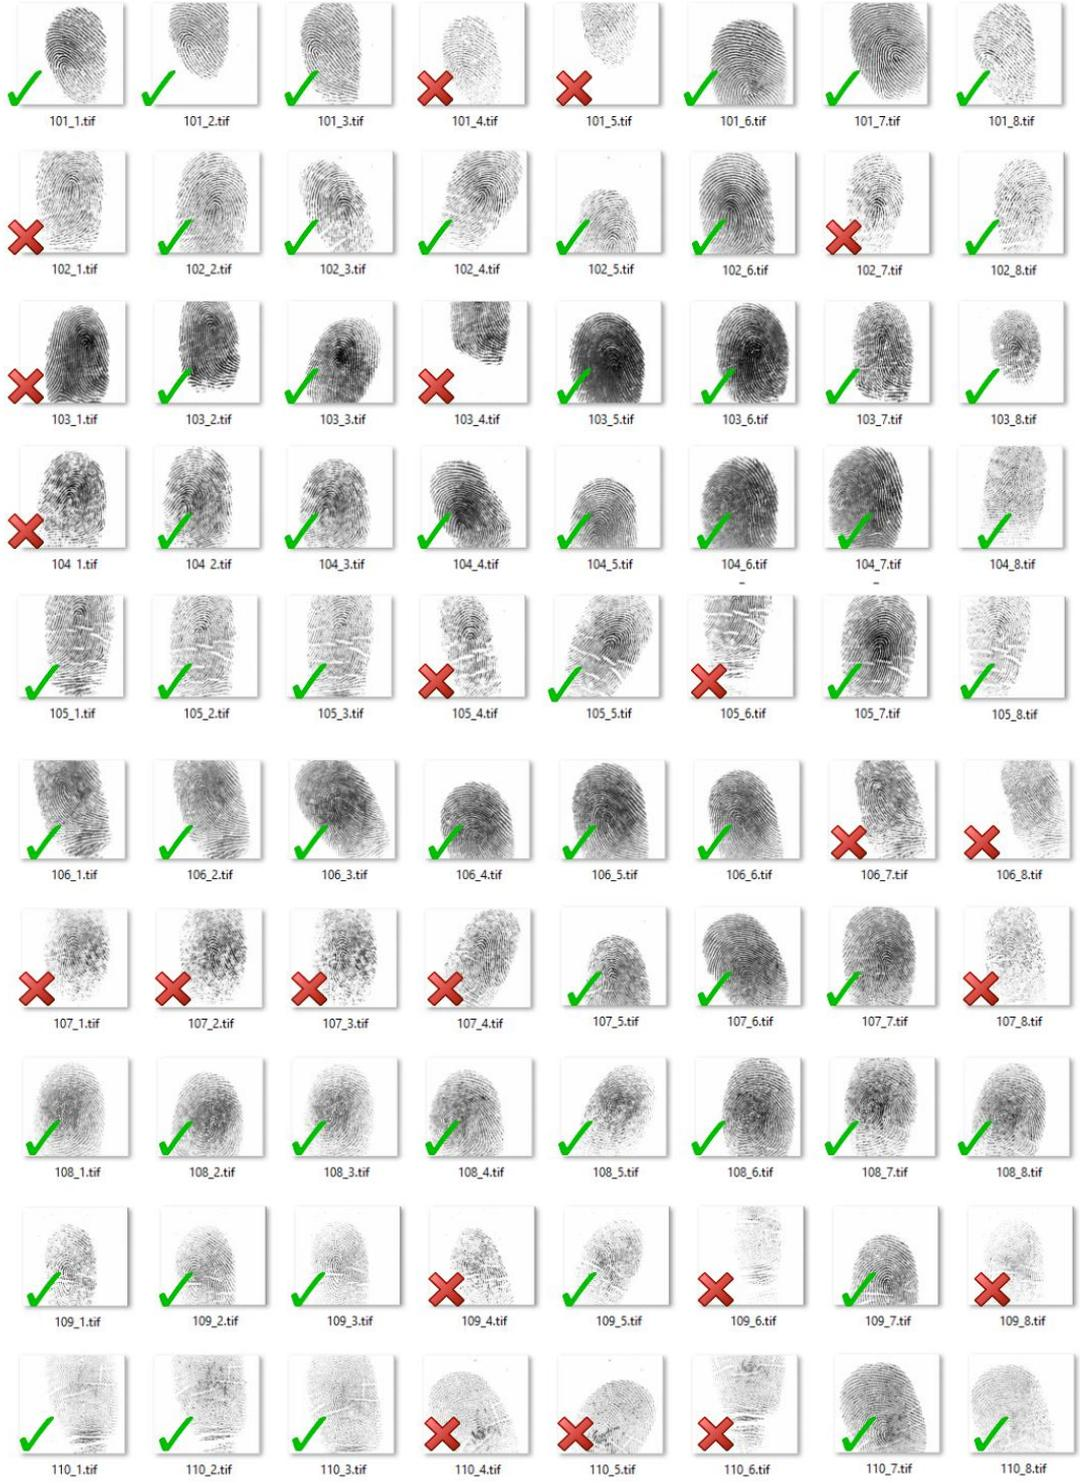 101_1.tif 101_2.tif 101_3.tif 101_4.tif 101_5.tif 101_6.tif 101_7.tif 101_8.tif
102_1.tif 102_2.tif 102_3.tif 102_4.tif 102_5.tif 102_6.tif 102_7.tif 102_8.tif
103_1.tif 103_2.tif 103_3.tif 103_4.tif 103_5.tif 103_6.tif 103_7.tif 103_8.tif
104 1.tif 104 2.tif 104_3.tif 104_4.tif 104_5.tif 104_6.tif 104_7.tif 104_8.tif
105_1.tif 105_2.tif 105_3.tif 105_4.tif 105_5.tif 105_6.tif 105_7.tif 105_8.tif
106_1.tif 106_2.tif 106_3.tif 106_4.tif 106_5.tif 106_6.tif 106_7.tif 106_8.tif
107_1.tif 107_2.tif 107_3.tif 107_4.tif 107_5.tif 107_6.tif 107_7.tif 107_8.tif
108_1.tif 108_2.tif 108_3.tif 108_4.tif 108_5.tif 108_6.tif 108_7.tif 108_8.tif
109_1.tif 109_2.tif 109_3.tif 109_4.tif 109_5.tif 109_6.tif 109_7.tif 109_8.tif
110_1.tif 110_2.tif 110_3.tif 110_4.tif 110_5.tif 110_6.tif 110_7.tif 110_8.tif